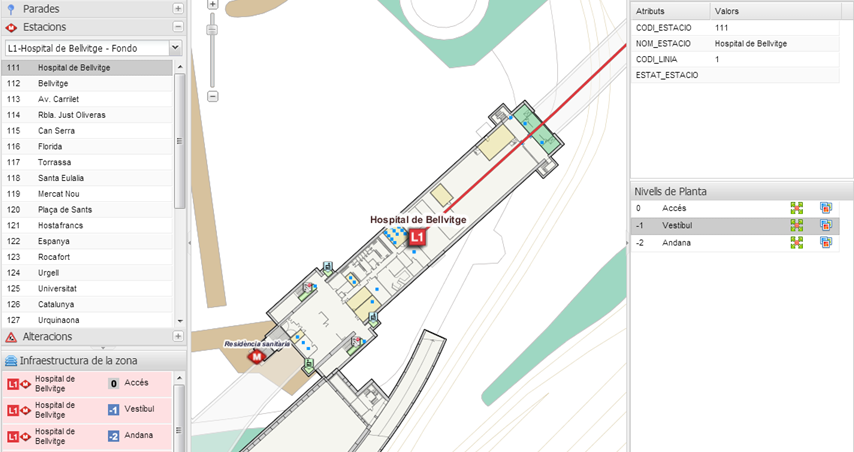 Parades
Estacions
L1-Hospital de Bellvitge - Fondo
111 Hospital de Bellvitge
112 Bellvitge
113 Av. Carrilet
114 Rbla. Just Oliveras
115 Can Serra
116 Florida
117 Torrassa
118 Santa Eulalia
119 Mercat Nou
120 Plaça de Sants
121 Hostafrancs
122 Espanya
123 Rocafort
124 Urgell
125 Universitat
126 Catalunya
127 Urquinaona
Alteracions
Infraestructura de la zona
L1 M Hospital de Bellvitge 0 Accés
L1 M Hospital de Bellvitge -1 Vestíbul
L1 M Hospital de Bellvitge -2 Andana
Hospital de Bellvitge
L1
Residència sanitària
M
Atributs Valors
CODI_ESTACIO 111
NOM_ESTACIO Hospital de Bellvitge
CODI_LINIA 1
ESTAT_ESTACIO
Nivells de Planta
0 Accés
-1 Vestíbul
-2 Andana